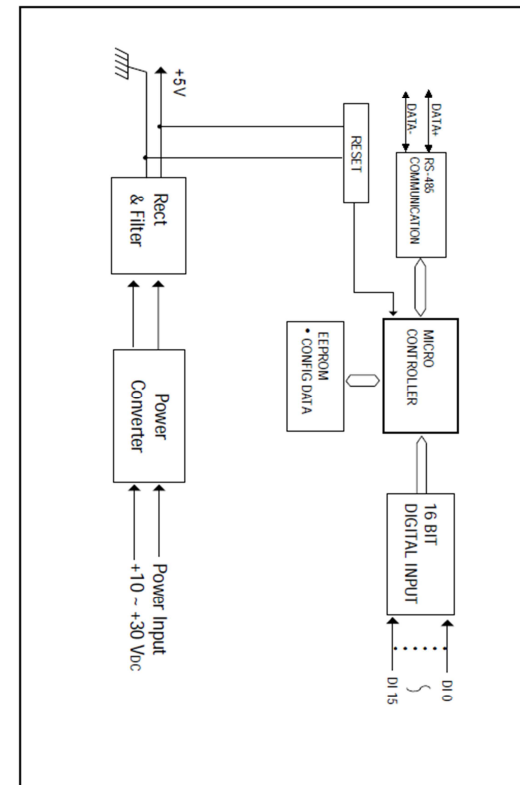 DATA+
DATA-
RS-485
COMMUNICATION
MICRO
CONTROLLER
16 BIT
DIGITAL INPUT
DI 0
DI 15
RESET
EEPROM
• CONFIG DATA
+5V
Rect
& Filter
Power
Converter
Power Input
+10 ~ +30 VDC